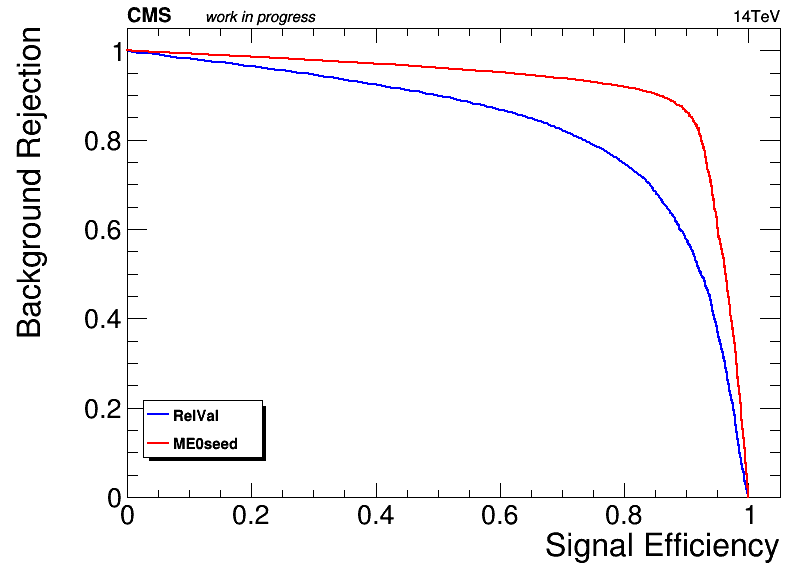 CMS work in progress 14TeV
Background Rejection
1
0.8
0.6
0.4
0.2
0
RelVal
ME0seed
0 0.2 0.4 0.6 0.8 1
Signal Efficiency